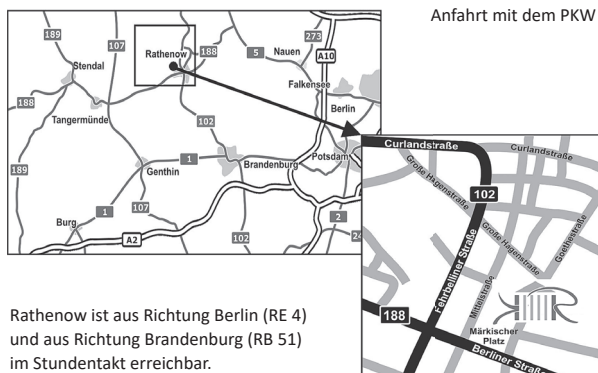 Anfahrt mit dem PKW
189
107
Rathenow
188
5
Nauen
273
A10
Stendal
Falkensee
188
Berlin
Tangermünde
102
Potsdam
1
Brandenburg
Genthin
189
107
1
Burg
A2
102
2
Curlandstraße
Curlandstraße
Große Hagenstraße
102
Große Hagenstraße
Goethestraße
Fehrbelliner Straße
Mittelstraße
188
Märkischer
Platz
Berliner Straße
Rathenow ist aus Richtung Berlin (RE 4)
und aus Richtung Brandenburg (RB 51)
im Stundentakt erreichbar.